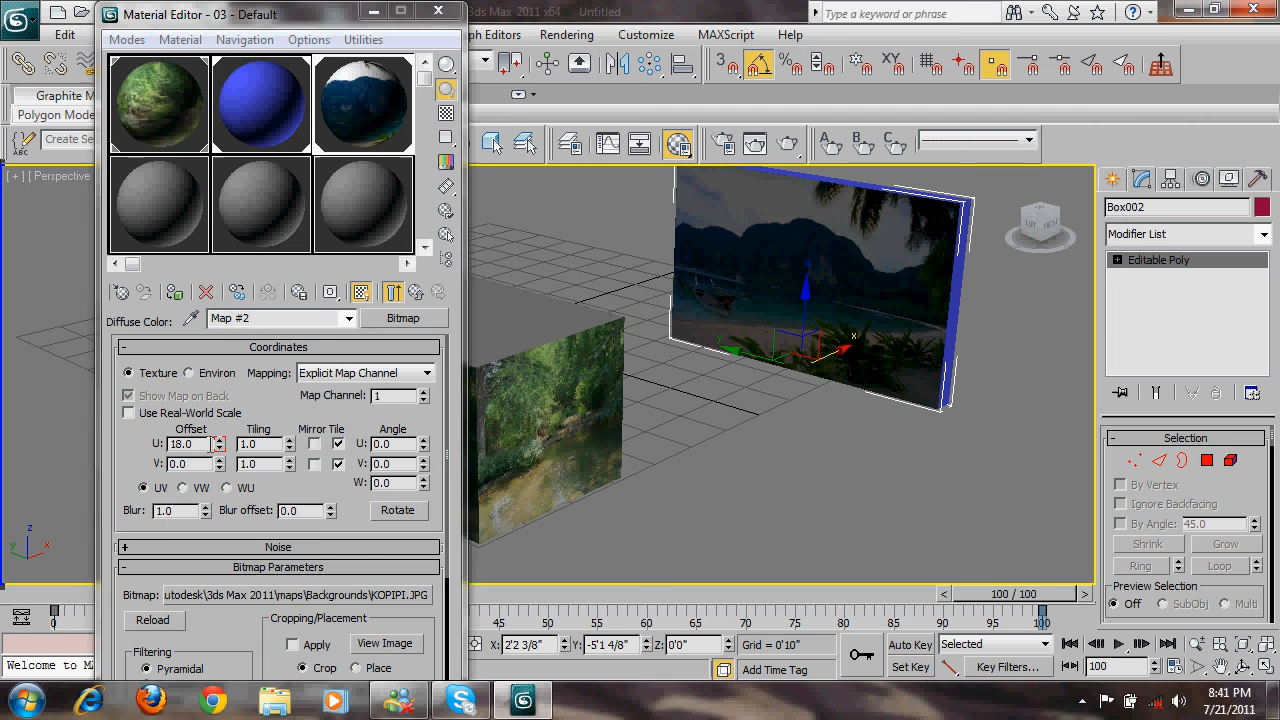 Material Editor - 03 - Default
3ds Max 2011 x64 Untitled
Type a keyword or phrase
Edit
Modes Material Navigation Options Utilities
ph Editors Rendering Customize MAXScript Help
Graphite M
Polygon Mode
Create Se
ABC
3
%
XY
A
B
C
[ + ] [ Perspective
Box002
Modifier List
Editable Poly
Diffuse Color: Map #2 Bitmap
Coordinates
Texture Environ Mapping: Explicit Map Channel
Show Map on Back Map Channel: 1
Use Real-World Scale
Offset Tiling Mirror Tile Angle
U: 18.0 1.0 U: 0.0
V: 0.0 1.0 V: 0.0
W: 0.0
UV VW WU
Blur: 1.0 Blur offset: 0.0 Rotate
Noise
Bitmap Parameters
Bitmap: utodesk\3ds Max 2011\maps\Backgrounds\KOPIPI.JPG
Reload
Cropping/Placement
Apply View Image
Filtering
Pyramidal
Crop Place
y
x
z
y x
Selection
By Vertex
Ignore Backfacing
By Angle: 45.0
Shrink Grow
Ring Loop
Preview Selection
Off SubObj Multi
< 100 / 100 >
0
45 50 55 60 65 70 75 80 85 90 95 100
X: 2'2 3/8" Y: -5'1 4/8" Z: 0'0" Grid = 0'10"
Add Time Tag
Auto Key Selected
Set Key Key Filters...
100
Welcome to M
8:41 PM
7/21/2011